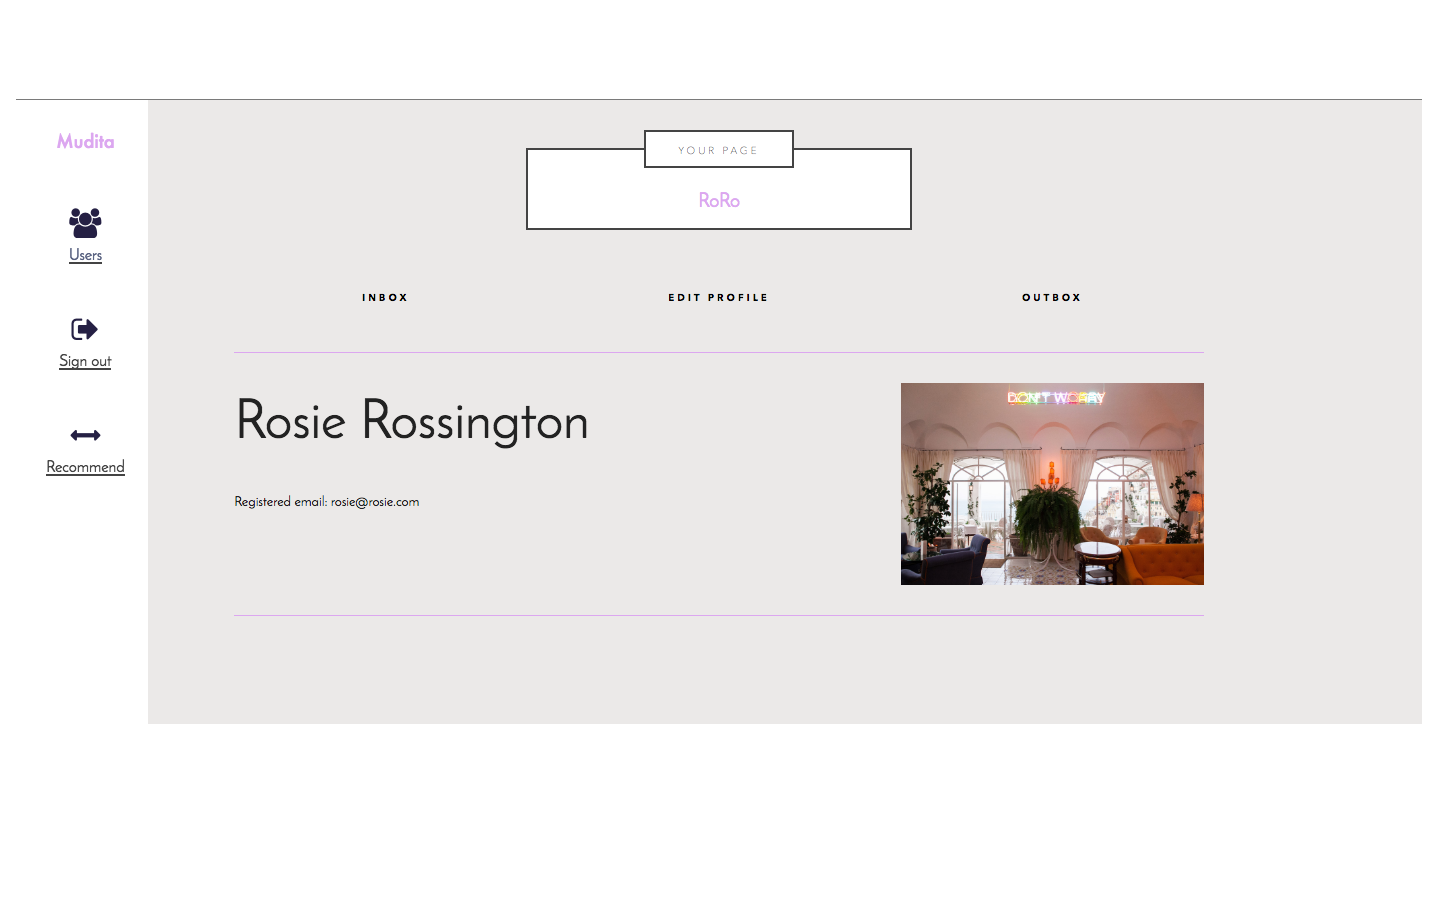 Mudita
Users
Sign out
Recommend
YOUR PAGE
RoRo
INBOX
EDIT PROFILE
OUTBOX
Rosie Rossington
Registered email: rosie@rosie.com
DON'T WORRY